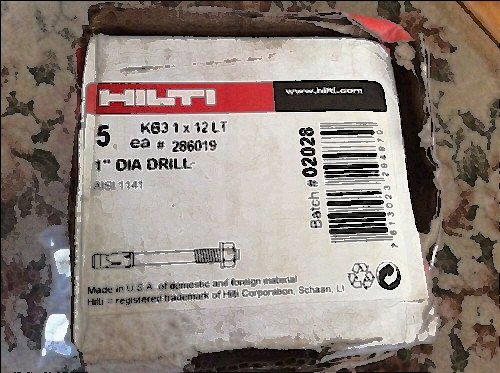 HILTI
www.hilti.com
5 KB3 1 x 12 LT
ea # 286019
1" DIA DRILL
AISI 1141
Batch # 02028
Made in U.S.A. of domestic and foreign material
Hilti = registered trademark of Hilti Corporation, Schaan, LI